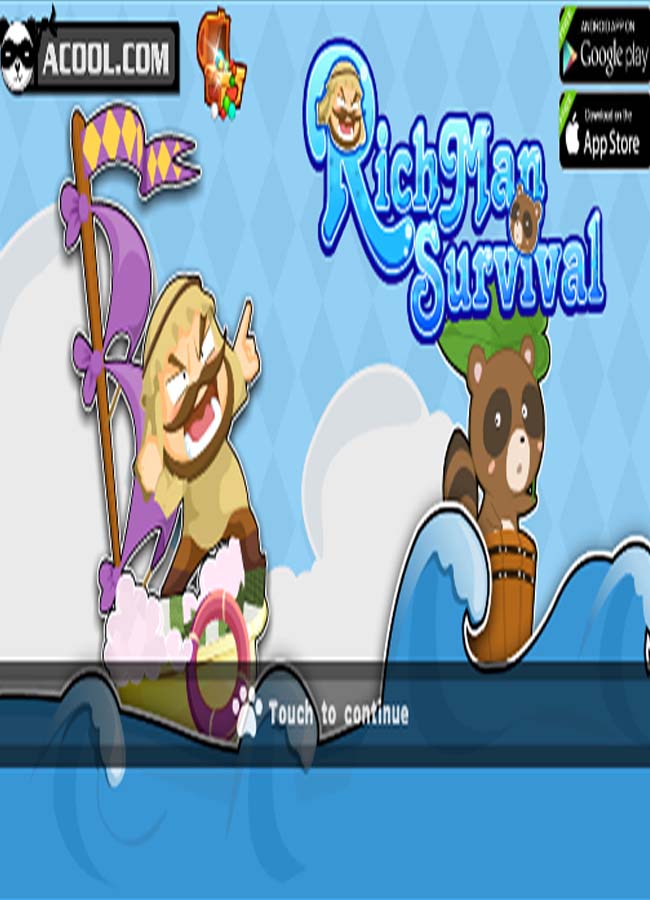 ACOOL.COM
RichMan
Survival
ANDROID APP ON
Google play
Download on the
App Store
Touch to continue